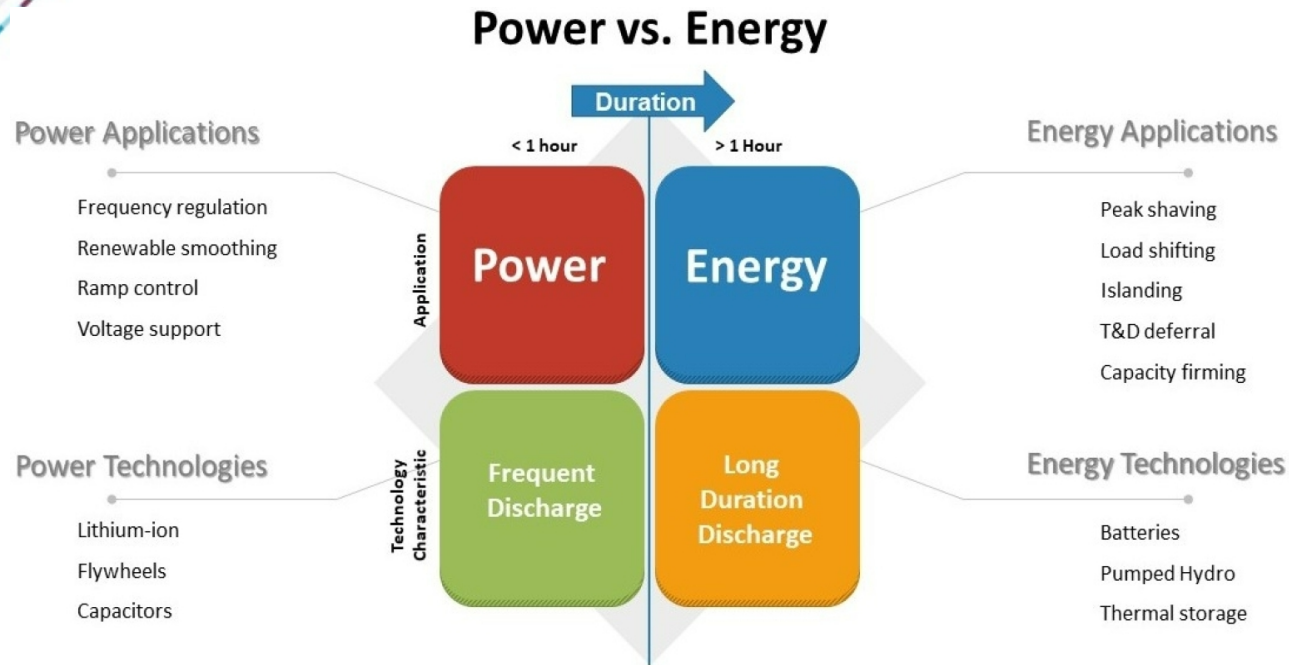 Power vs. Energy
Duration
< 1 hour
> 1 Hour
Power Applications
Frequency regulation
Renewable smoothing
Ramp control
Voltage support
Application
Power
Energy
Energy Applications
Peak shaving
Load shifting
Islanding
T&D deferral
Capacity firming
Power Technologies
Lithium-ion
Flywheels
Capacitors
Technology
Characteristic
Frequent
Discharge
Long
Duration
Discharge
Energy Technologies
Batteries
Pumped Hydro
Thermal storage